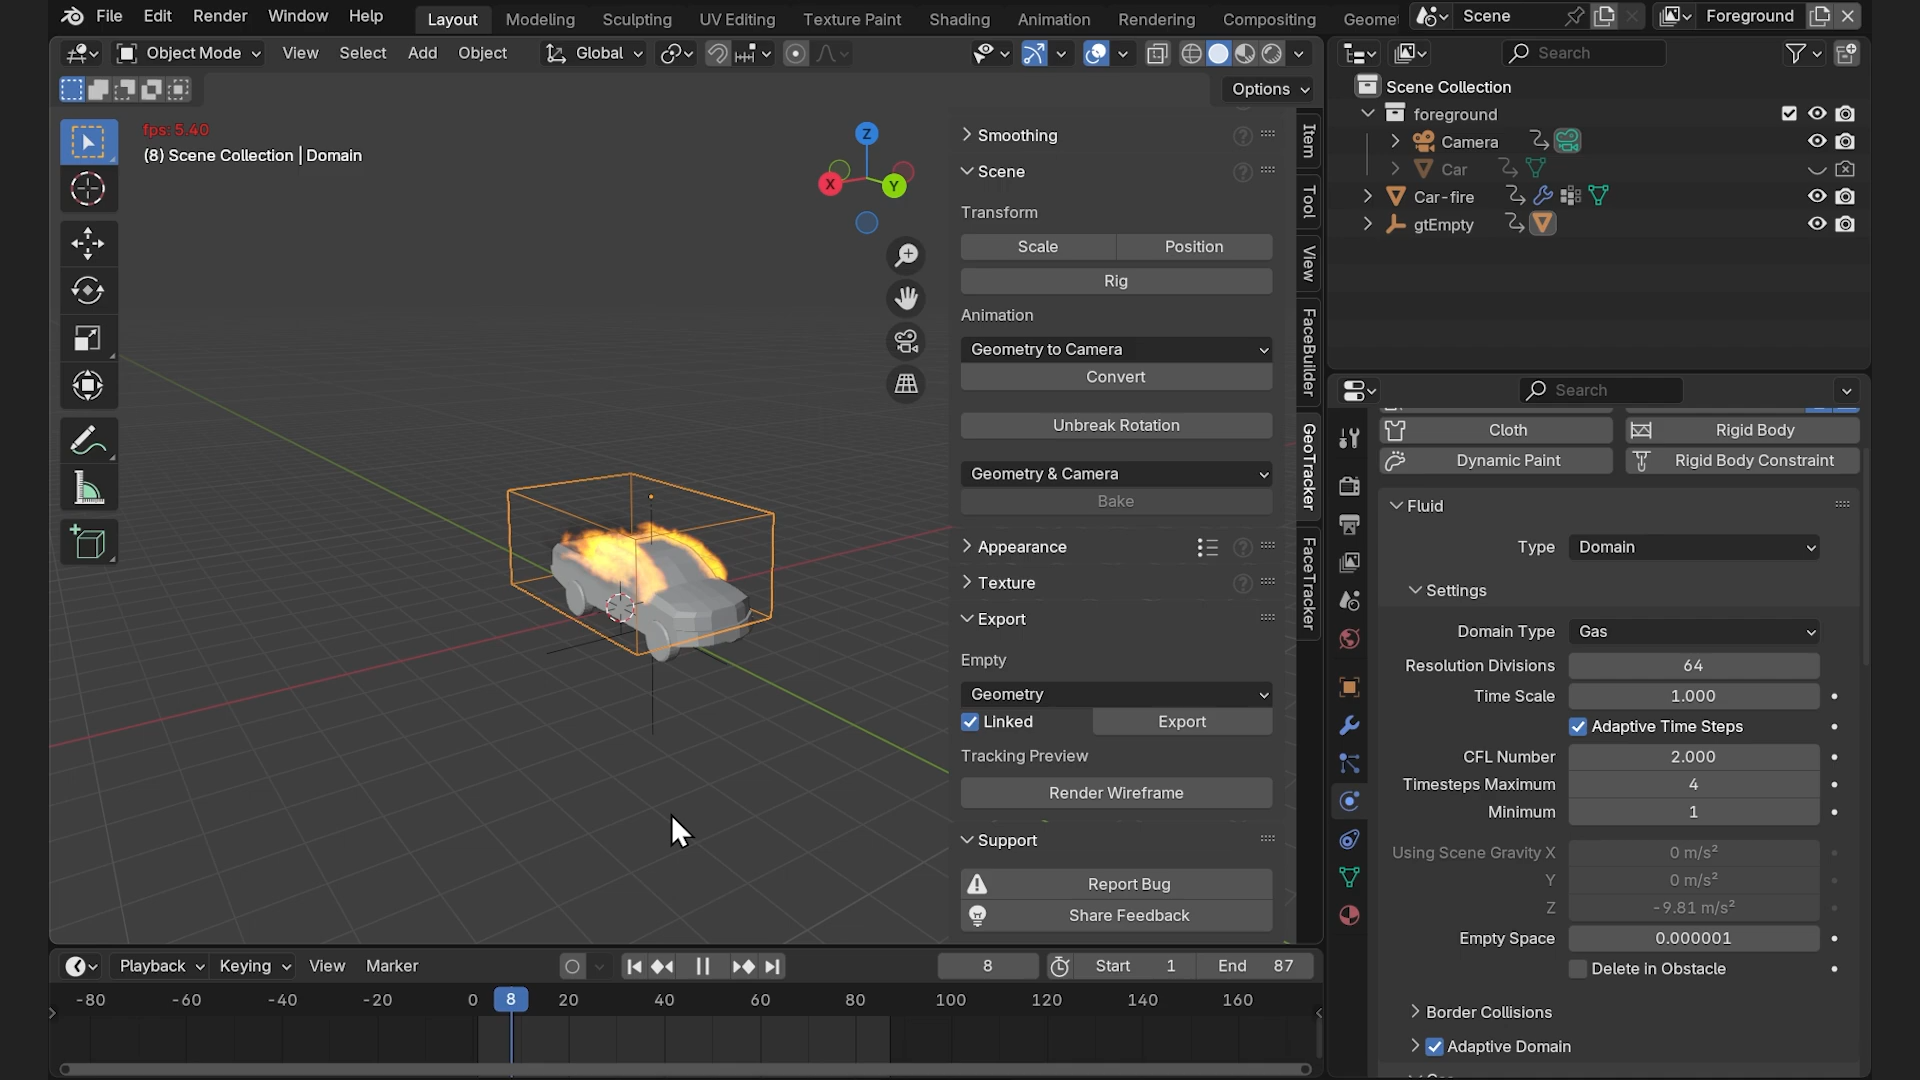 File Edit Render Window Help Layout Modeling Sculpting UV Editing Texture Paint Shading Animation Rendering Compositing Geomet Scene Foreground
Object Mode View Select Add Object Global Search
Options
fps: 5.40
(8) Scene Collection | Domain
Z
X
Y
Smoothing
Scene
Transform
Scale Position
Rig
Animation
Geometry to Camera
Convert
Unbreak Rotation
Geometry & Camera
Bake
Appearance
Texture
Export
Empty
Geometry
Linked Export
Tracking Preview
Render Wireframe
Support
Report Bug
Share Feedback
Item
Tool
View
FaceBuilder
GeoTracker
FaceTracker
Scene Collection
foreground
Camera
Car
Car-fire
gtEmpty
Search
Cloth Rigid Body
Dynamic Paint Rigid Body Constraint
Fluid
Type Domain
Settings
Domain Type Gas
Resolution Divisions 64
Time Scale 1.000
Adaptive Time Steps
CFL Number 2.000
Timesteps Maximum 4
Minimum 1
Using Scene Gravity X 0 m/s²
Y 0 m/s²
Z -9.81 m/s²
Empty Space 0.000001
Delete in Obstacle
Border Collisions
Adaptive Domain
Playback Keying View Marker 8 Start 1 End 87
-80 -60 -40 -20 0 8 20 40 60 80 100 120 140 160